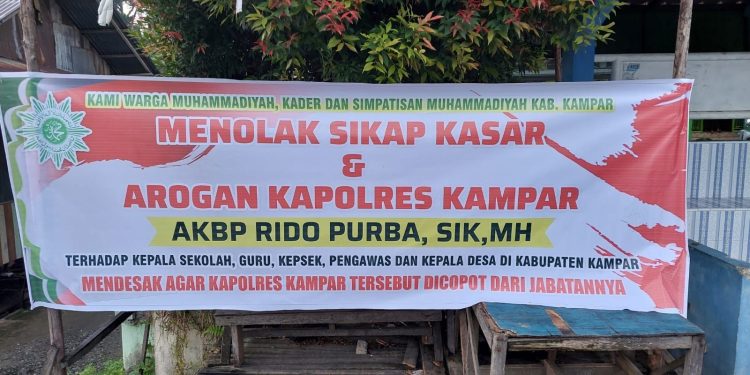 KAMI WARGA MUHAMMADIYAH, KADER DAN SIMPATISAN MUHAMMADIYAH KAB. KAMPAR
MENOLAK SIKAP KASAR
&
AROGAN KAPOLRES KAMPAR
AKBP RIDO PURBA, SIK,MH
TERHADAP KEPALA SEKOLAH, GURU, KEPSEK, PENGAWAS DAN KEPALA DESA DI KABUPATEN KAMPAR
MENDESAK AGAR KAPOLRES KAMPAR TERSEBUT DICOPOT DARI JABATANNYA